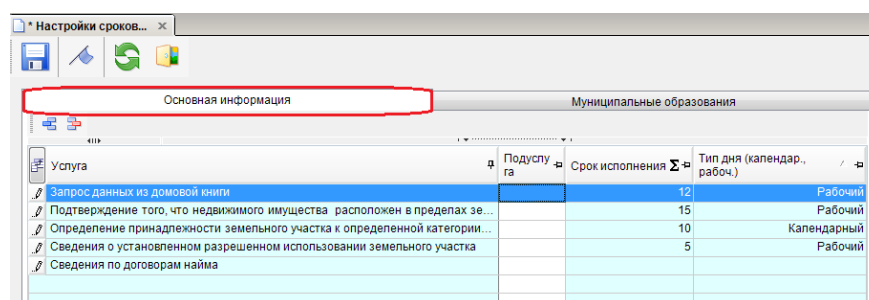 * Настройки сроков...
Основная информация Муниципальные образования
Услуга Подуслу га Срок исполнения Σ Тип дня (календар., рабоч.)
Запрос данных из домовой книги 12 Рабочий
Подтверждение того, что недвижимого имущества расположен в пределах зе... 15 Рабочий
Определение принадлежности земельного участка к определенной категории... 10 Календарный
Сведения о установленном разрешенном использовании земельного участка 5 Рабочий
Сведения по договорам найма